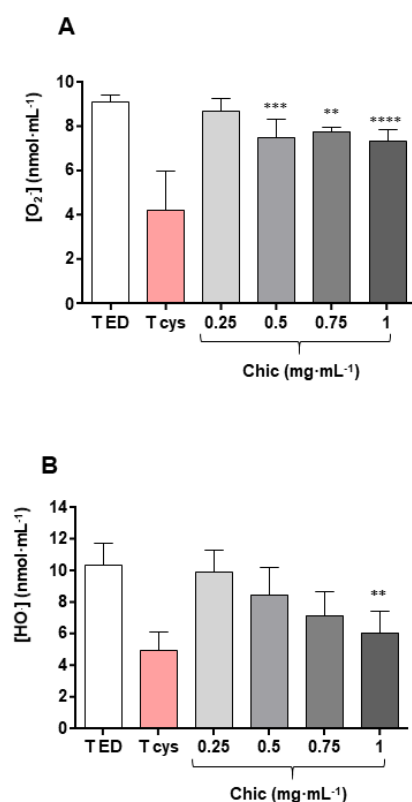 A
[O₂·] (nmol·mL⁻¹)
10
8
6
4
2
0
***
**
****
T ED T cys 0.25 0.5 0.75 1
Chic (mg·mL⁻¹)
B
[HO·] (nmol·mL⁻¹)
14
12
10
8
6
4
2
0
**
T ED T cys 0.25 0.5 0.75 1
Chic (mg·mL⁻¹)